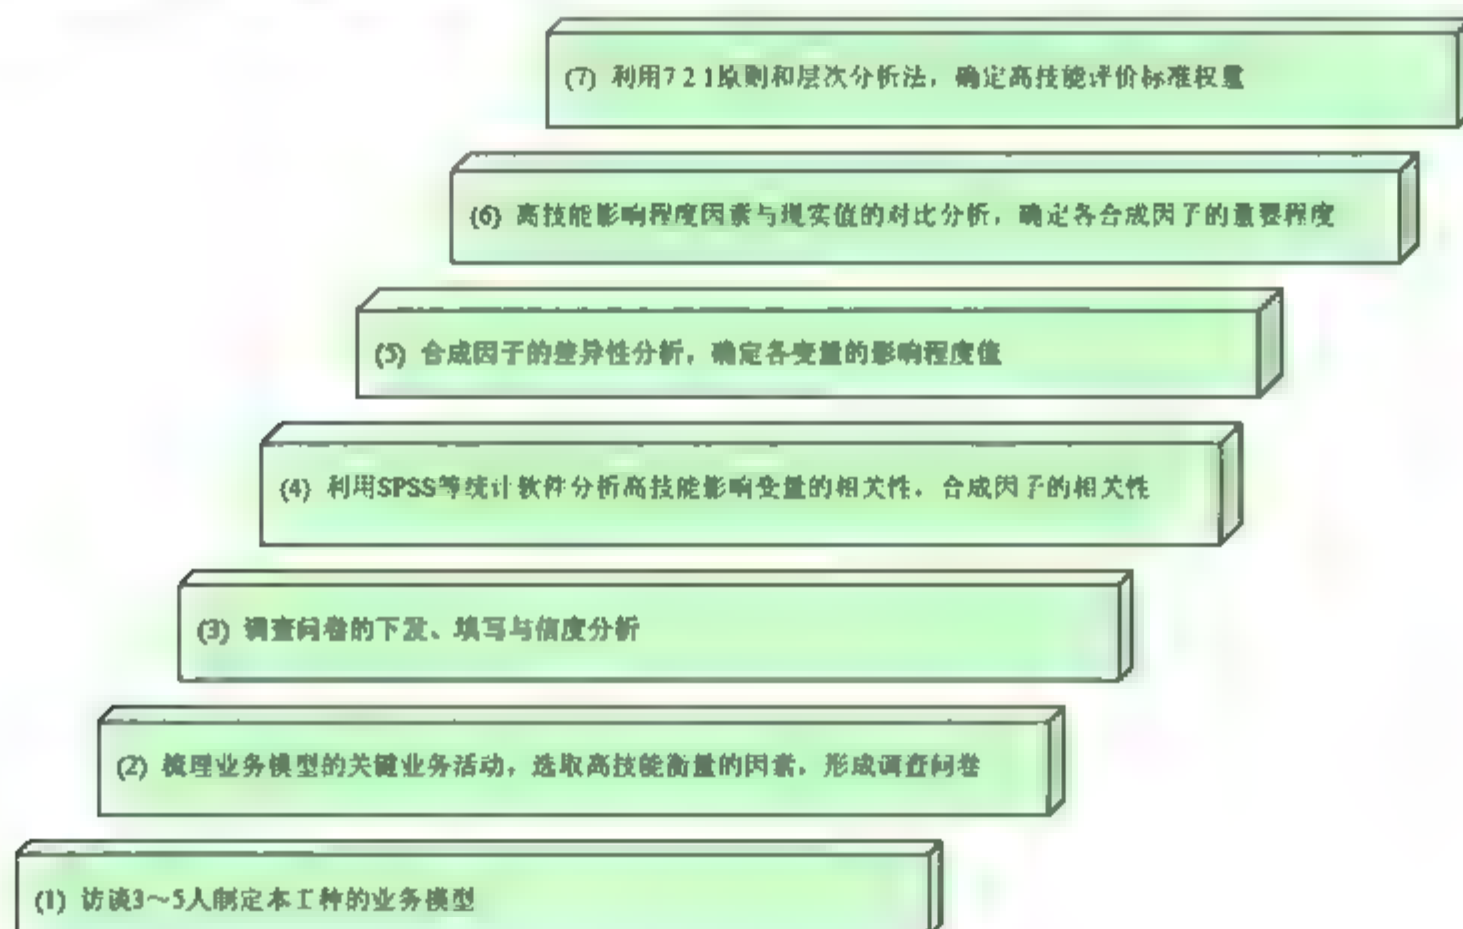 (7) 利用7 2 1原则和层次分析法，确定高技能评价标准权重
(6) 高技能影响程度因素与现实值的对比分析，确定各合成因子的重要程度
(5) 合成因子的差异性分析，确定各变量的影响程度值
(4) 利用SPSS等统计软件分析高技能影响变量的相关性，合成因子的相关性
(3) 调查问卷的下发、填写与信度分析
(2) 梳理业务模型的关键业务活动，选取高技能衡量的因素，形成调查问卷
(1) 访谈3～5人制定本工种的业务模型